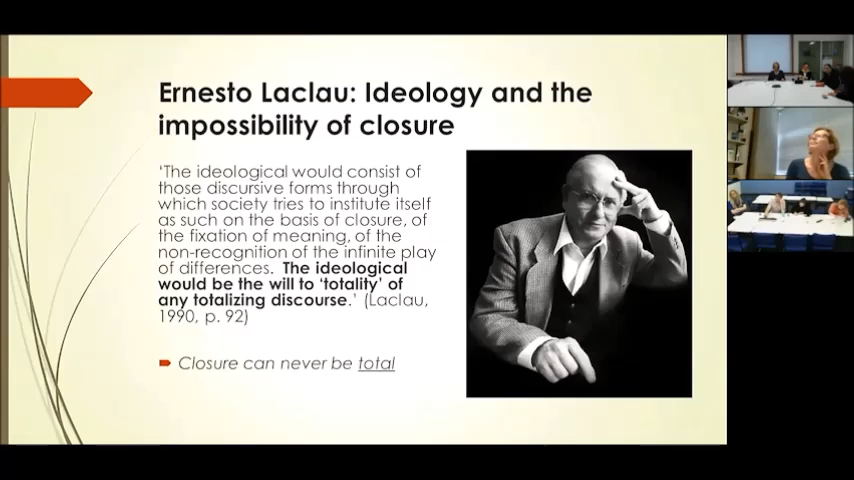 Ernesto Laclau: Ideology and the
impossibility of closure
‘The ideological would consist of
those discursive forms through
which society tries to institute itself
as such on the basis of closure, of
the fixation of meaning, of the
non-recognition of the infinite play
of differences. The ideological
would be the will to ‘totality’ of
any totalizing discourse.’ (Laclau,
1990, p. 92)
Closure can never be total